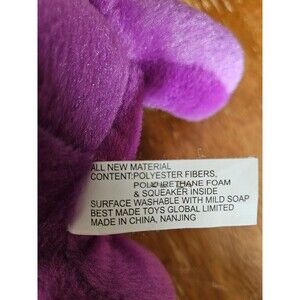 ALL NEW MATERIAL
CONTENT:POLYESTER FIBERS,
POLYURETHANE FOAM
& SQUEAKER INSIDE
SURFACE WASHABLE WITH MILD SOAP
BEST MADE TOYS GLOBAL LIMITED
MADE IN CHINA, NANJING